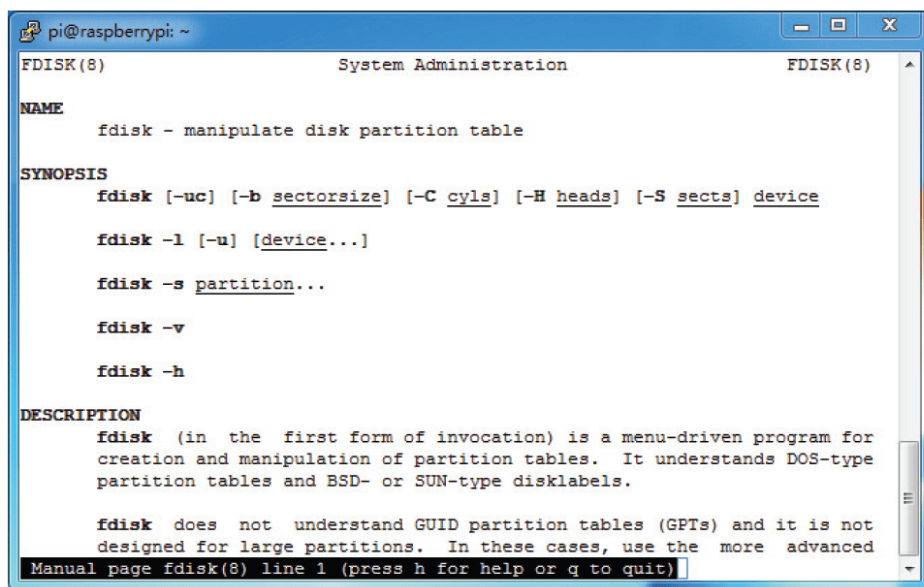 pi@raspberrypi: ~
FDISK(8) System Administration FDISK(8)
NAME
fdisk - manipulate disk partition table
SYNOPSIS
fdisk [-uc] [-b sectorsize] [-C cyls] [-H heads] [-S sects] device
fdisk -l [-u] [device...]
fdisk -s partition...
fdisk -v
fdisk -h
DESCRIPTION
fdisk (in the first form of invocation) is a menu-driven program for
creation and manipulation of partition tables. It understands DOS-type
partition tables and BSD- or SUN-type disklabels.
fdisk does not understand GUID partition tables (GPTs) and it is not
designed for large partitions. In these cases, use the more advanced
Manual page fdisk(8) line 1 (press h for help or q to quit)